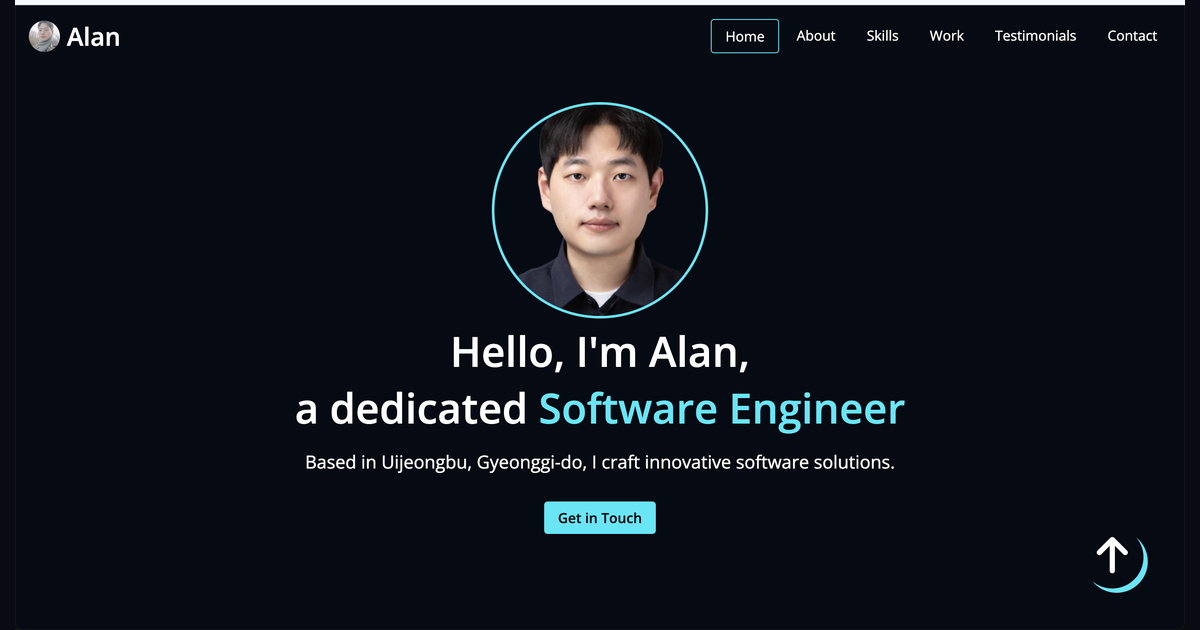 Alan
Home
About
Skills
Work
Testimonials
Contact
Hello, I'm Alan,
a dedicated Software Engineer
Based in Uijeongbu, Gyeonggi-do, I craft innovative software solutions.
Get in Touch